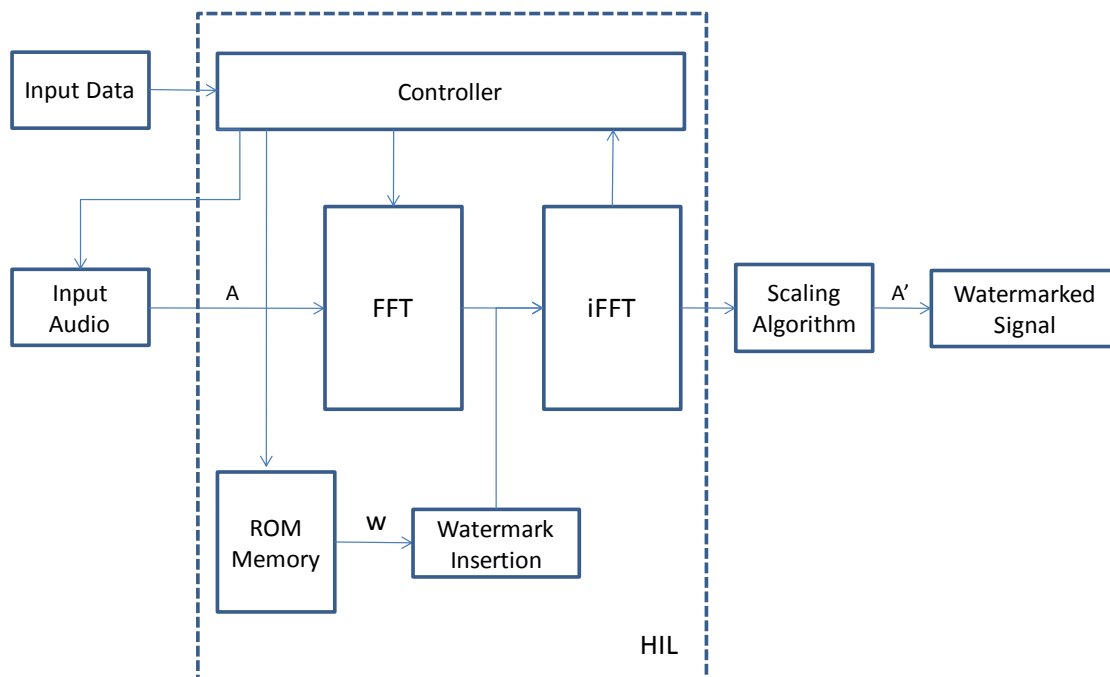 Input Data
Controller
Input
Audio
A
FFT
iFFT
Scaling
Algorithm
A’
Watermarked
Signal
ROM
Memory
w
Watermark
Insertion
HIL